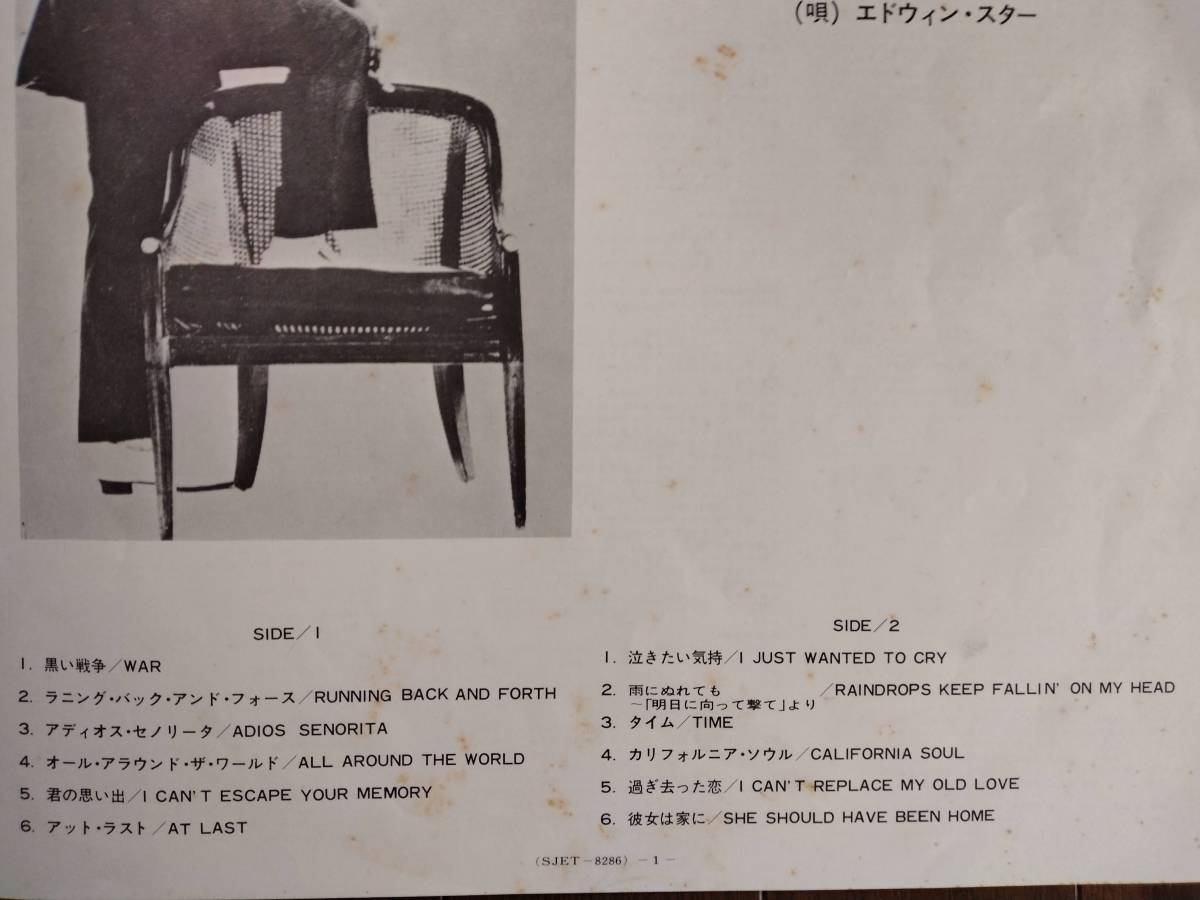 (唄) エドウィン・スター
SIDE/1
1. 黒い戦争/WAR
2. ラニング・バック・アンド・フォース/RUNNING BACK AND FORTH
3. アディオス・セノリータ/ADIOS SENORITA
4. オール・アラウンド・ザ・ワールド/ALL AROUND THE WORLD
5. 君の思い出/I CAN'T ESCAPE YOUR MEMORY
6. アット・ラスト/AT LAST
SIDE/2
1. 泣きたい気持/I JUST WANTED TO CRY
2. 雨にぬれても/RAINDROPS KEEP FALLIN' ON MY HEAD
~「明日に向って撃て」より
3. タイム/TIME
4. カリフォルニア・ソウル/CALIFORNIA SOUL
5. 過ぎ去った恋/I CAN'T REPLACE MY OLD LOVE
6. 彼女は家に/SHE SHOULD HAVE BEEN HOME
(SJET-8286) -1-